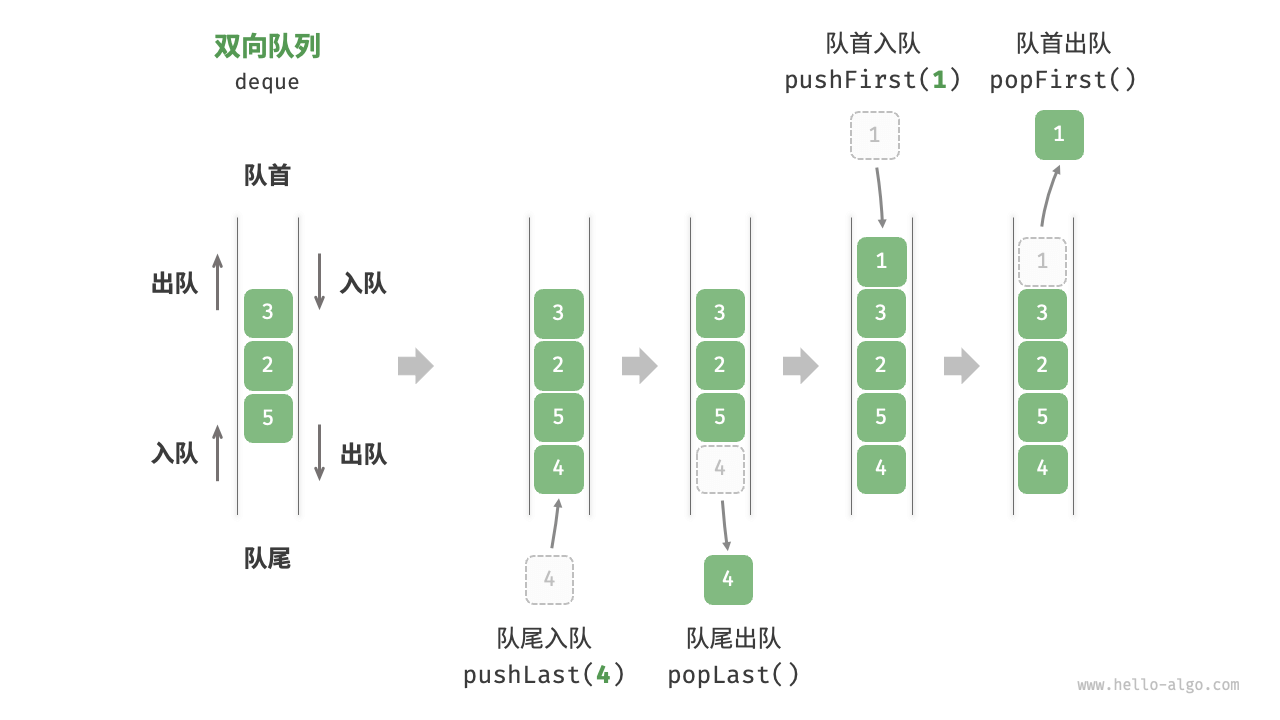 双向队列
deque
队首
出队
入队
3
2
5
入队
出队
队尾
3
2
5
4
4
队尾入队
pushLast(4)
3
2
5
4
4
队尾出队
popLast()
队首入队
pushFirst(1)
1
1
3
2
5
4
队首出队
popFirst()
1
1
3
2
5
4
www.hello-algo.com